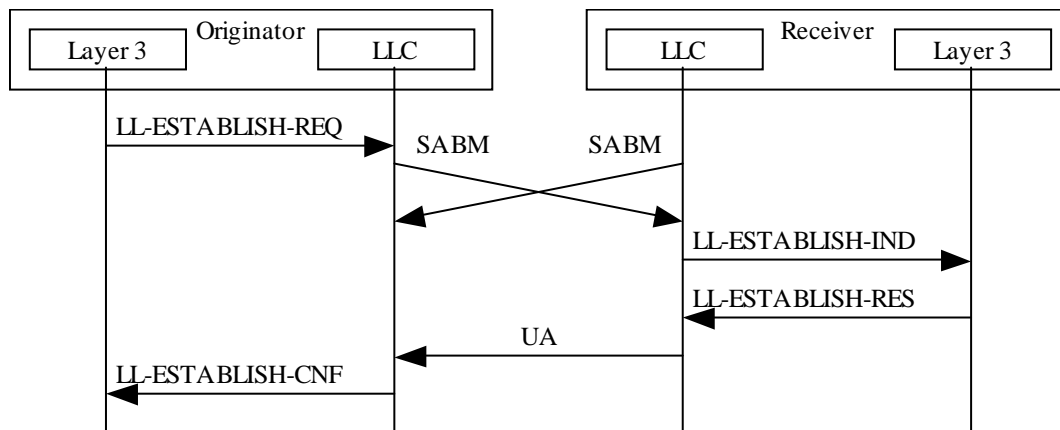 Originator
Receiver
Layer 3
LLC
LLC
Layer 3
LL-ESTABLISH-REQ
SABM
SABM
LL-ESTABLISH-IND
LL-ESTABLISH-RES
UA
LL-ESTABLISH-CNF